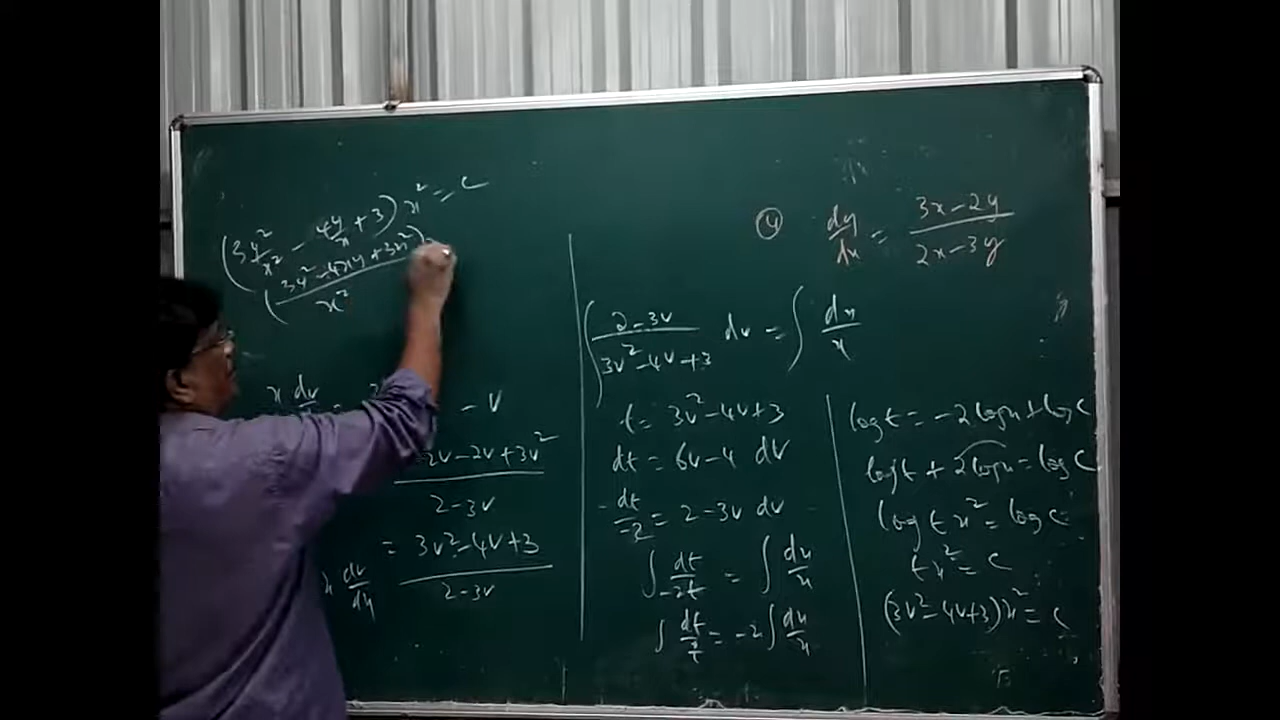 (3 y²/x² - 4y/x + 3) x² = c
(3y² - 4xy + 3x²)/x²
x dv/
- v
2v - 2v + 3v²
2 - 3v
= 3v² - 4v + 3
x dv/dx
2 - 3v
④ dy/dx = 3x - 2y / 2x - 3y
∫ 2 - 3v / 3v² - 4v + 3 dv = ∫ dx/x
t = 3v² - 4v + 3
dt = 6v - 4 dv
dt/-2 = 2 - 3v dv
∫ dt/-2t = ∫ dx/x
∫ dt/t = -2 ∫ dx/x
log t = -2 log x + log c
log t + 2 log x = log c
log t x² = log c
t x² = c
(3v² - 4v + 3) x² = c